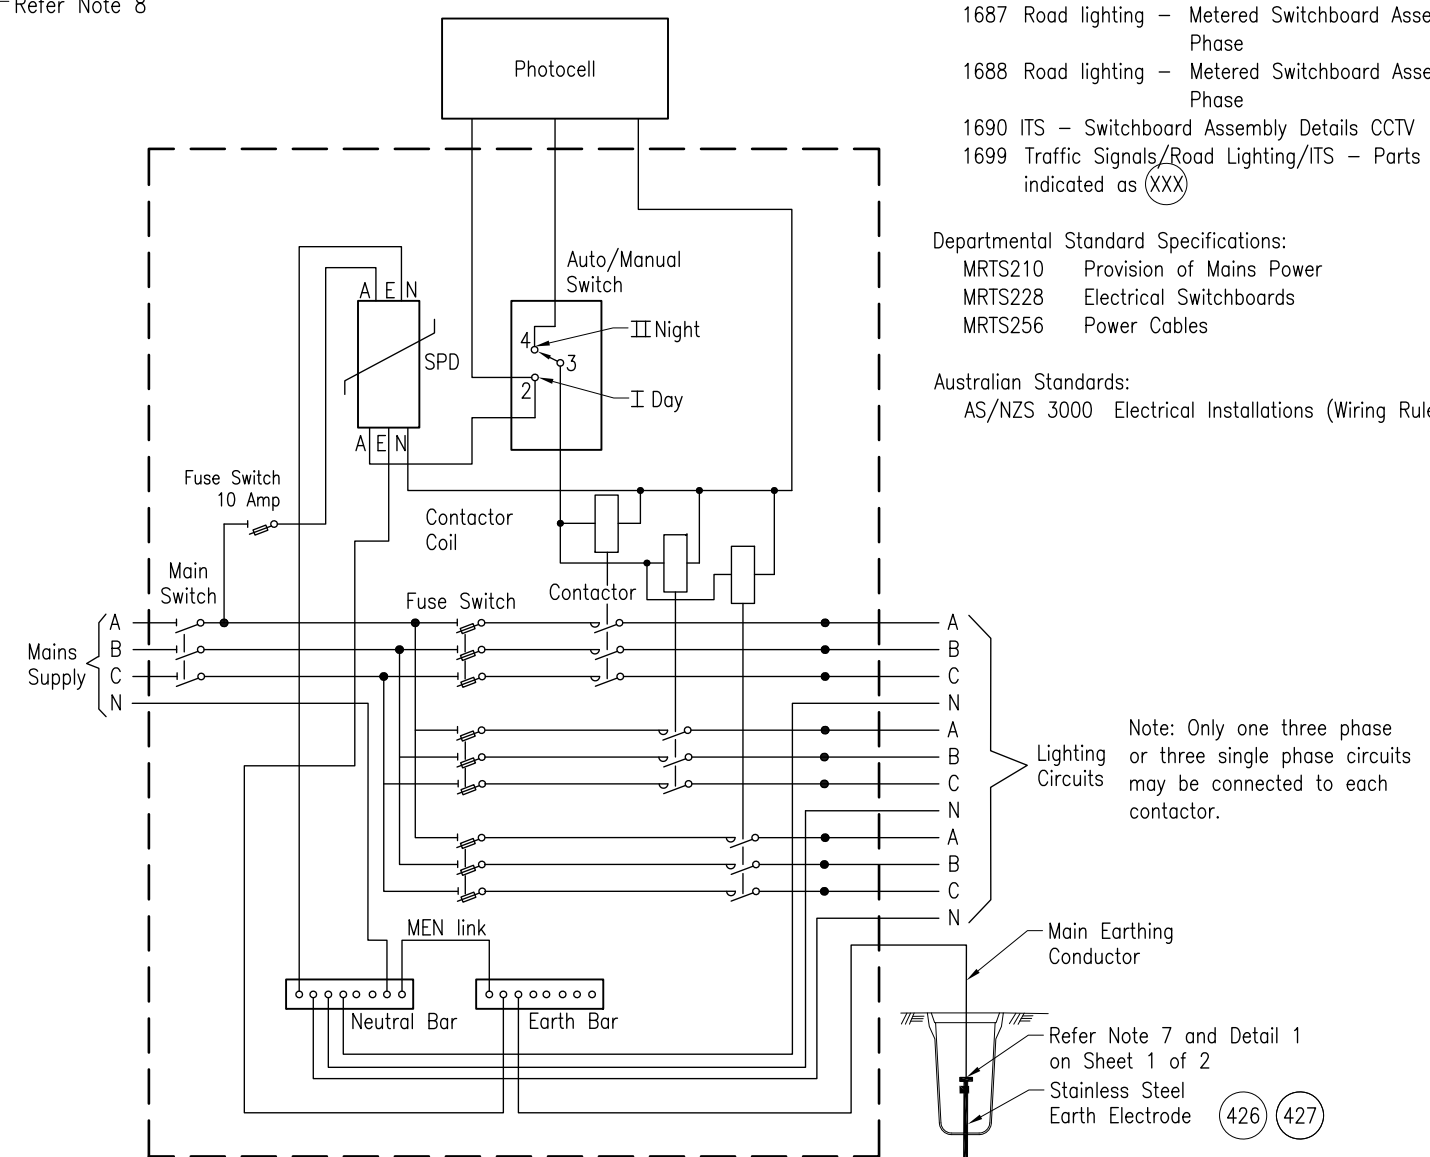 Refer Note 8
1687 Road lighting – Metered Switchboard Asse
Phase
1688 Road lighting – Metered Switchboard Asse
Phase
1690 ITS – Switchboard Assembly Details CCTV
1699 Traffic Signals/Road Lighting/ITS – Parts
indicated as XXX
Departmental Standard Specifications:
MRTS210 Provision of Mains Power
MRTS228 Electrical Switchboards
MRTS256 Power Cables
Australian Standards:
AS/NZS 3000 Electrical Installations (Wiring Rule
Photocell
Auto/Manual
Switch
A E N
4
II Night
3
SPD
2
I Day
A E N
Fuse Switch
10 Amp
Contactor
Coil
Main
Switch
Fuse Switch
Contactor
Mains
Supply
A
B
C
N
A
B
C
N
A
B
C
N
A
B
C
N
Lighting
Circuits
Note: Only one three phase
or three single phase circuits
may be connected to each
contactor.
MEN link
Neutral Bar
Earth Bar
Main Earthing
Conductor
Refer Note 7 and Detail 1
on Sheet 1 of 2
Stainless Steel
Earth Electrode 426 427